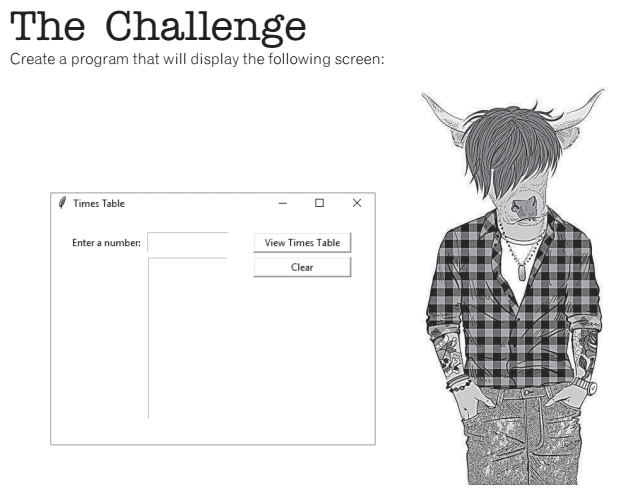 The Challenge
Create a program that will display the following screen:
Times Table
Enter a number:
View Times Table
Clear